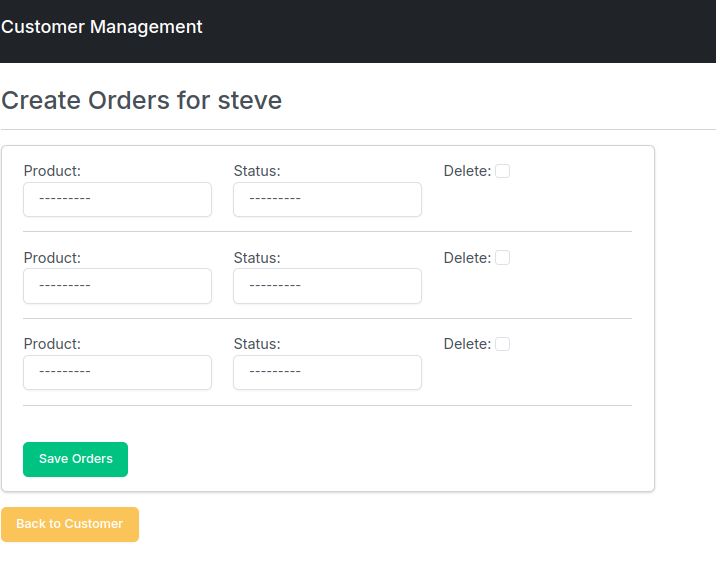 Customer Management
Create Orders for steve
Product: Status: Delete:
--------- ---------
Product: Status: Delete:
--------- ---------
Product: Status: Delete:
--------- ---------
Save Orders
Back to Customer